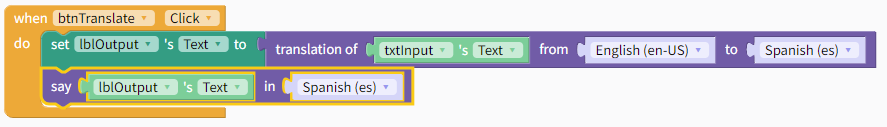 when btnTranslate Click
do set lblOutput 's Text to translation of txtInput 's Text from English (en-US) to Spanish (es)
say lblOutput 's Text in Spanish (es)